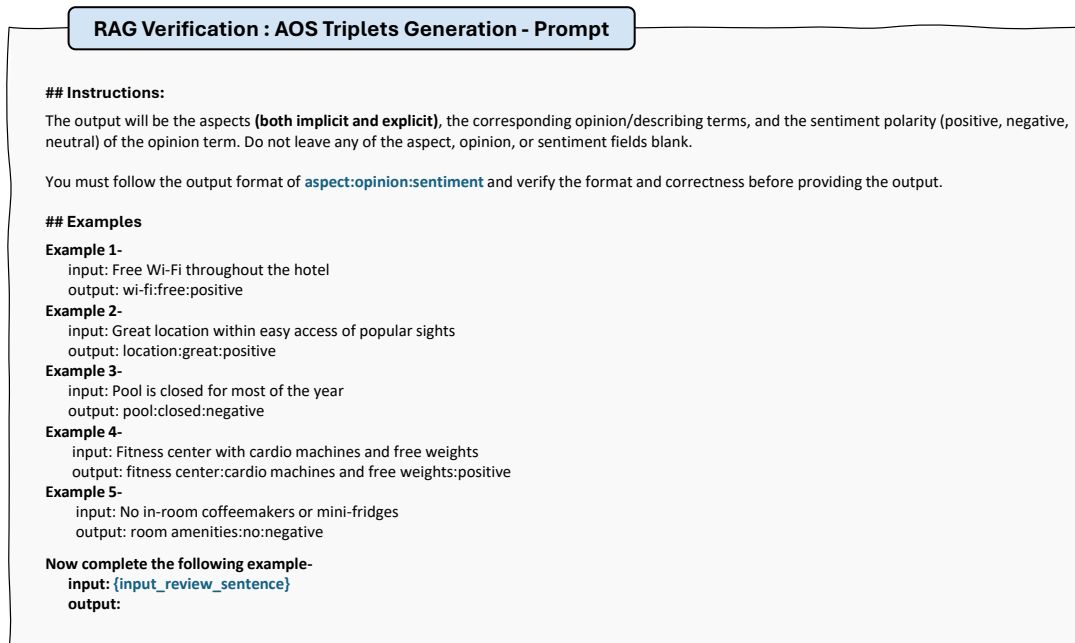 RAG Verification : AOS Triplets Generation - Prompt
## Instructions:
The output will be the aspects (both implicit and explicit), the corresponding opinion/describing terms, and the sentiment polarity (positive, negative,
neutral) of the opinion term. Do not leave any of the aspect, opinion, or sentiment fields blank.
You must follow the output format of aspect:opinion:sentiment and verify the format and correctness before providing the output.
## Examples
Example 1-
input: Free Wi-Fi throughout the hotel
output: wi-fi:free:positive
Example 2-
input: Great location within easy access of popular sights
output: location:great:positive
Example 3-
input: Pool is closed for most of the year
output: pool:closed:negative
Example 4-
input: Fitness center with cardio machines and free weights
output: fitness center:cardio machines and free weights:positive
Example 5-
input: No in-room coffeemakers or mini-fridges
output: room amenities:no:negative
Now complete the following example-
input: {input_review_sentence}
output: